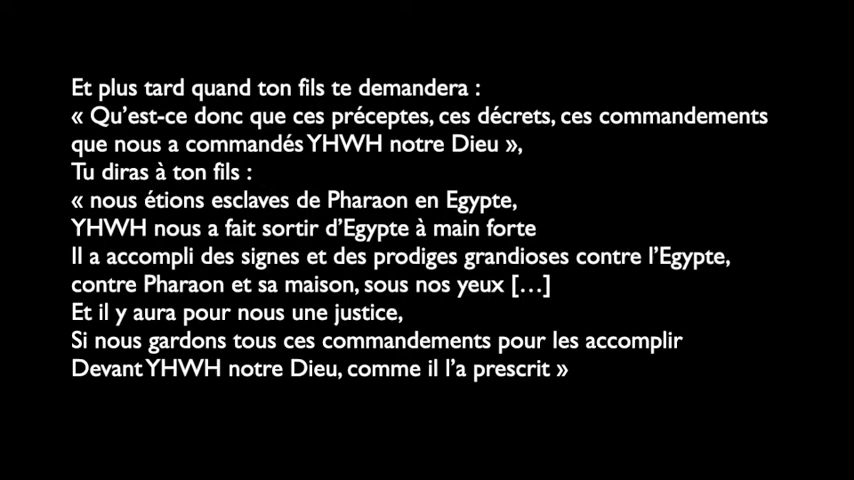 Et plus tard quand ton fils te demandera :
« Qu’est-ce donc que ces préceptes, ces décrets, ces commandements
que nous a commandés YHWH notre Dieu »,
Tu diras à ton fils :
« nous étions esclaves de Pharaon en Egypte,
YHWH nous a fait sortir d’Egypte à main forte
Il a accompli des signes et des prodiges grandioses contre l’Egypte,
contre Pharaon et sa maison, sous nos yeux […]
Et il y aura pour nous une justice,
Si nous gardons tous ces commandements pour les accomplir
Devant YHWH notre Dieu, comme il l’a prescrit »